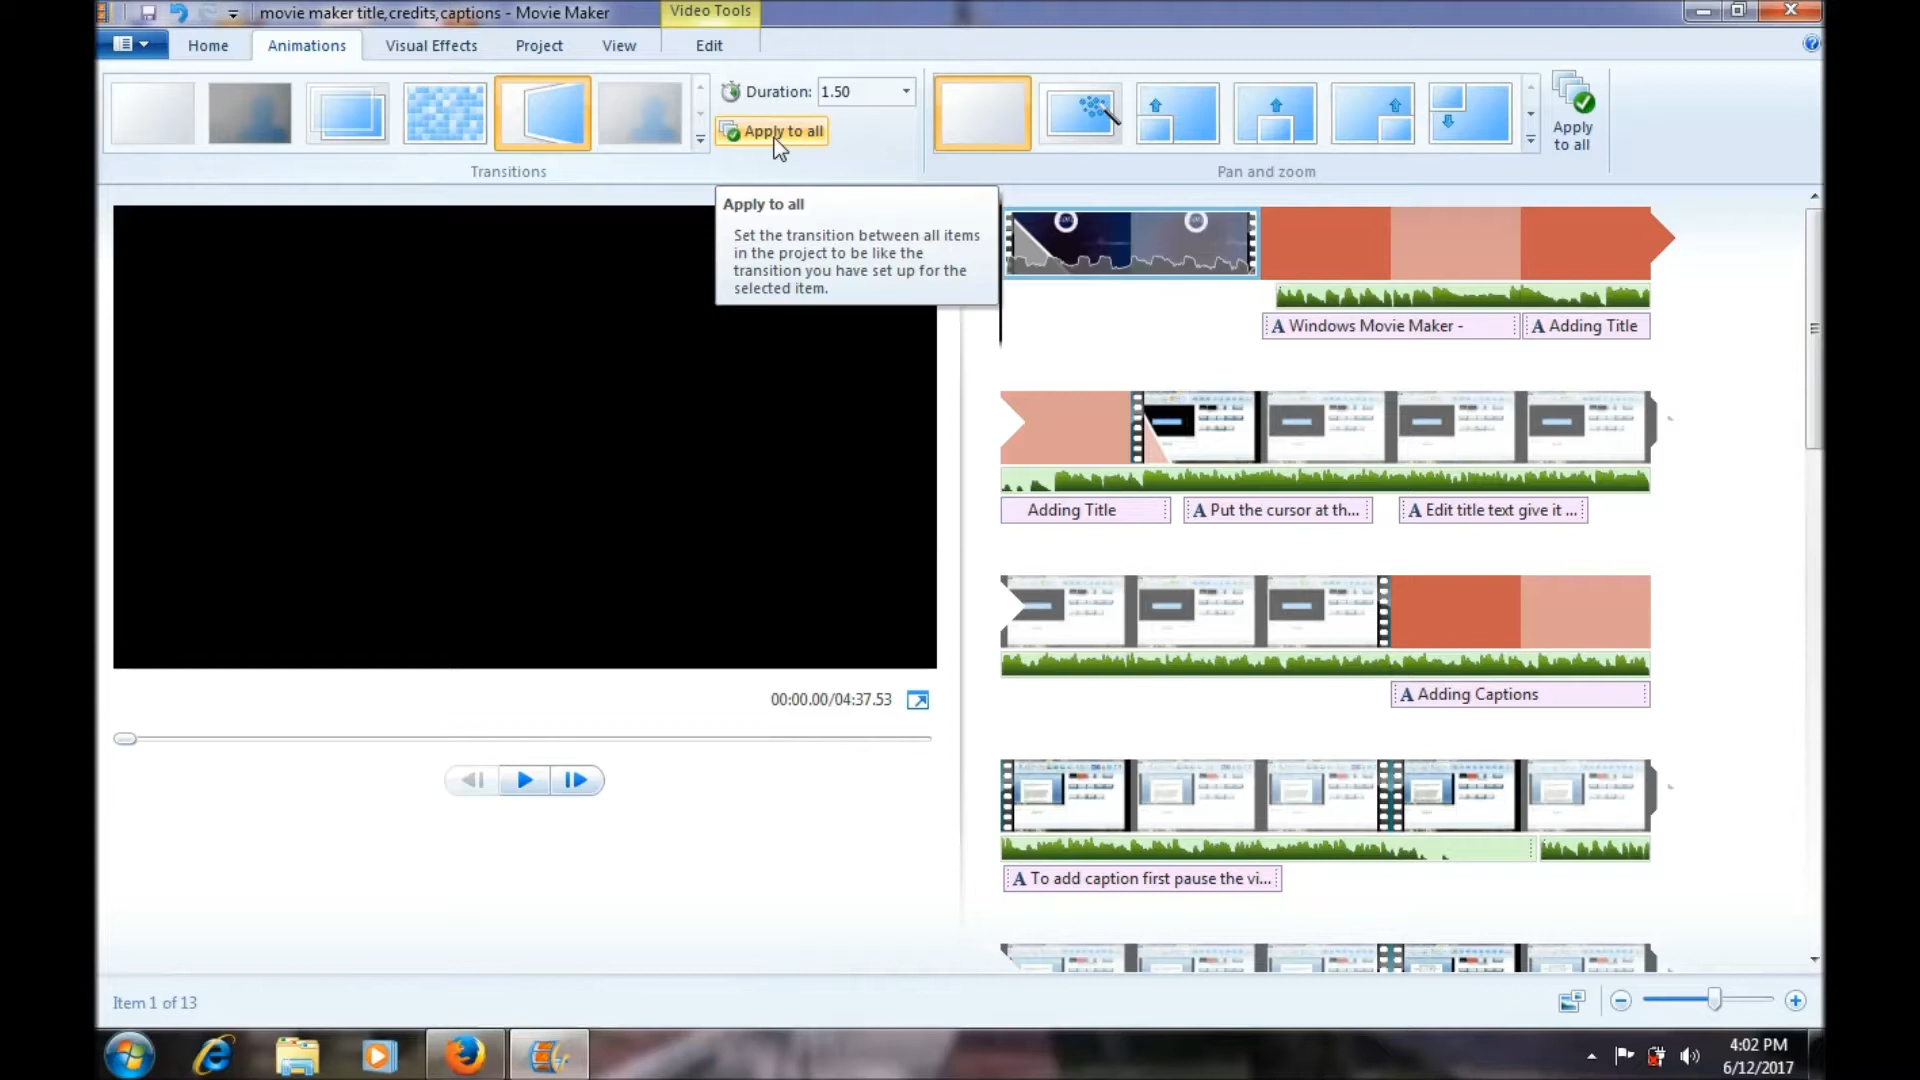 movie maker title,credits,captions - Movie Maker
Video Tools
Home
Animations
Visual Effects
Project
View
Edit
Duration: 1.50
Apply to all
Transitions
Apply
to all
Pan and zoom
Apply to all
Set the transition between all items
in the project to be like the
transition you have set up for the
selected item.
A Windows Movie Maker -
A Adding Title
Adding Title
A Put the cursor at th...
A Edit title text give it ...
A Adding Captions
A To add caption first pause the vi...
00:00.00/04:37.53
Item 1 of 13
4:02 PM
6/12/2017